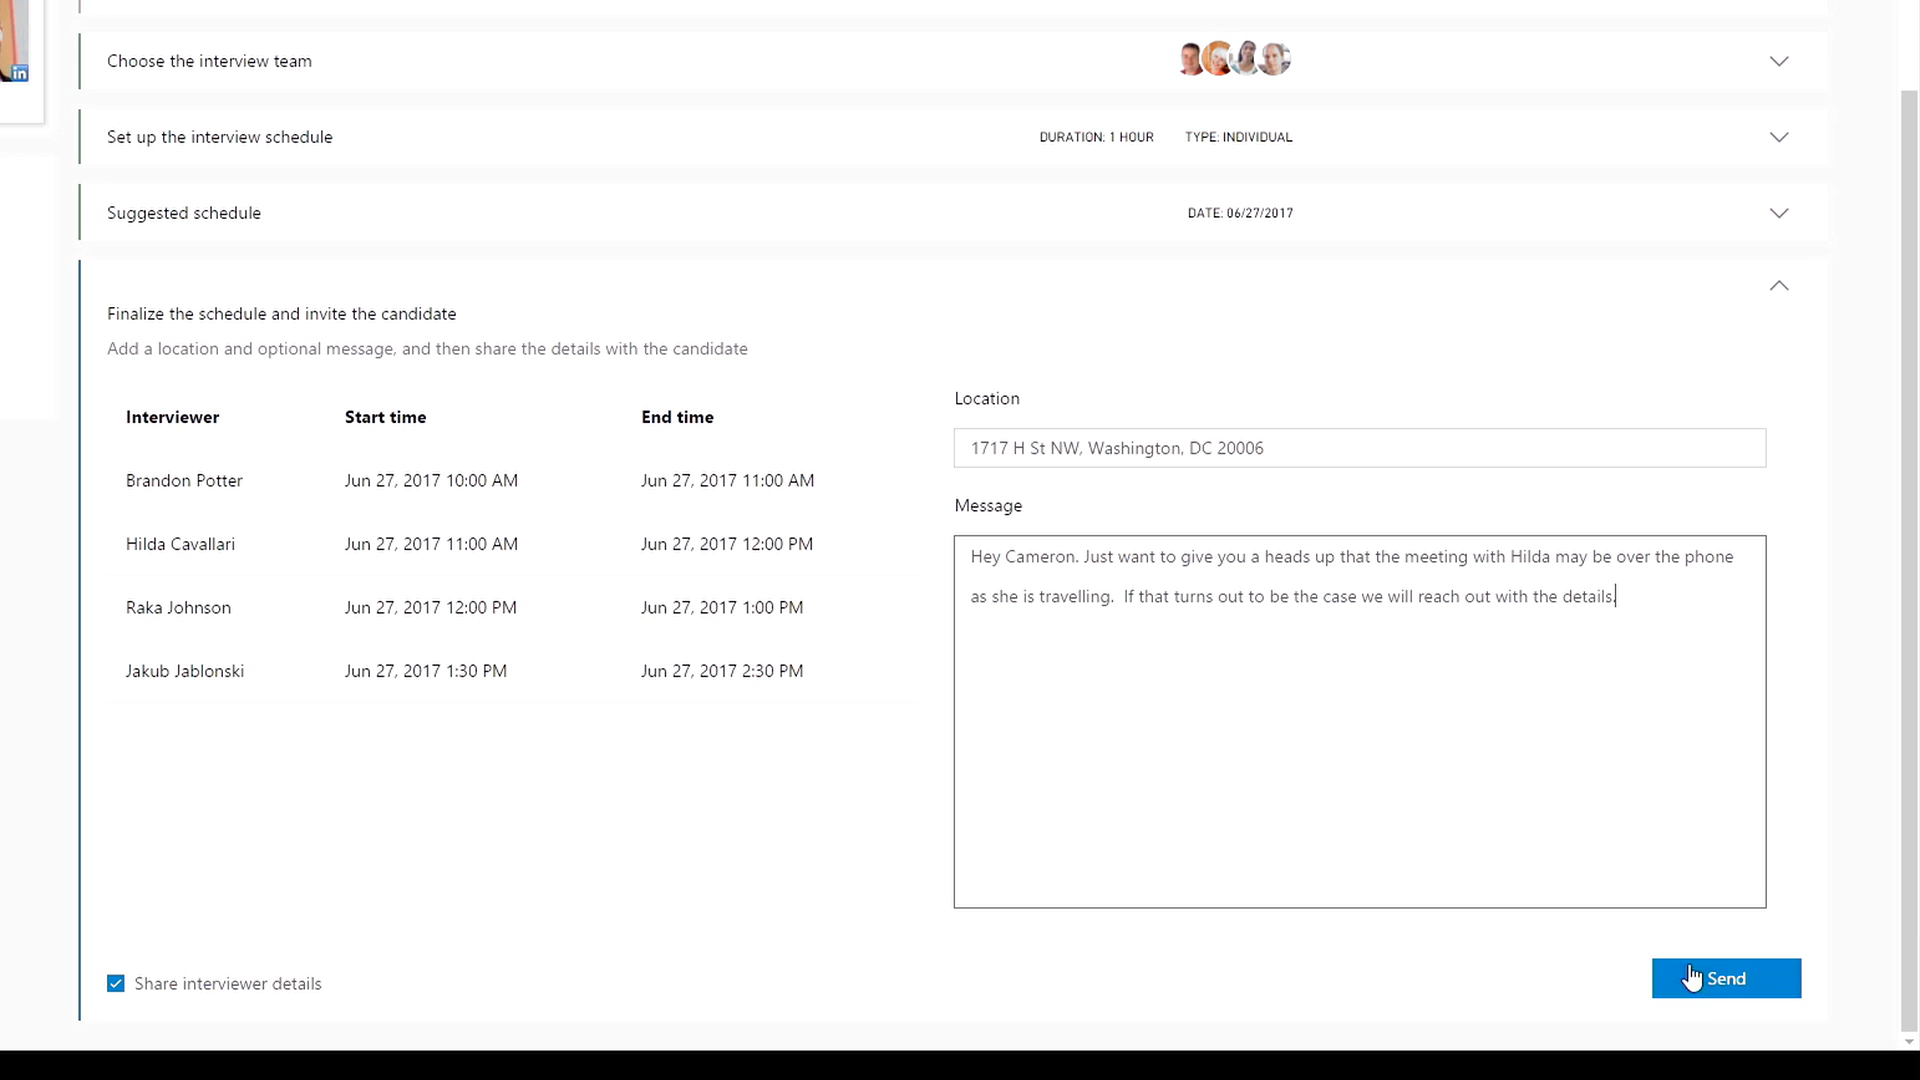 in
Choose the interview team
Set up the interview schedule DURATION: 1 HOUR TYPE: INDIVIDUAL
Suggested schedule DATE: 06/27/2017
Finalize the schedule and invite the candidate
Add a location and optional message, and then share the details with the candidate
Location
Interviewer Start time End time
1717 H St NW, Washington, DC 20006
Brandon Potter Jun 27, 2017 10:00 AM Jun 27, 2017 11:00 AM
Message
Hilda Cavallari Jun 27, 2017 11:00 AM Jun 27, 2017 12:00 PM
Hey Cameron. Just want to give you a heads up that the meeting with Hilda may be over the phone
as she is travelling.  If that turns out to be the case we will reach out with the details.
Raka Johnson Jun 27, 2017 12:00 PM Jun 27, 2017 1:00 PM
Jakub Jablonski Jun 27, 2017 1:30 PM Jun 27, 2017 2:30 PM
Share interviewer details
Send